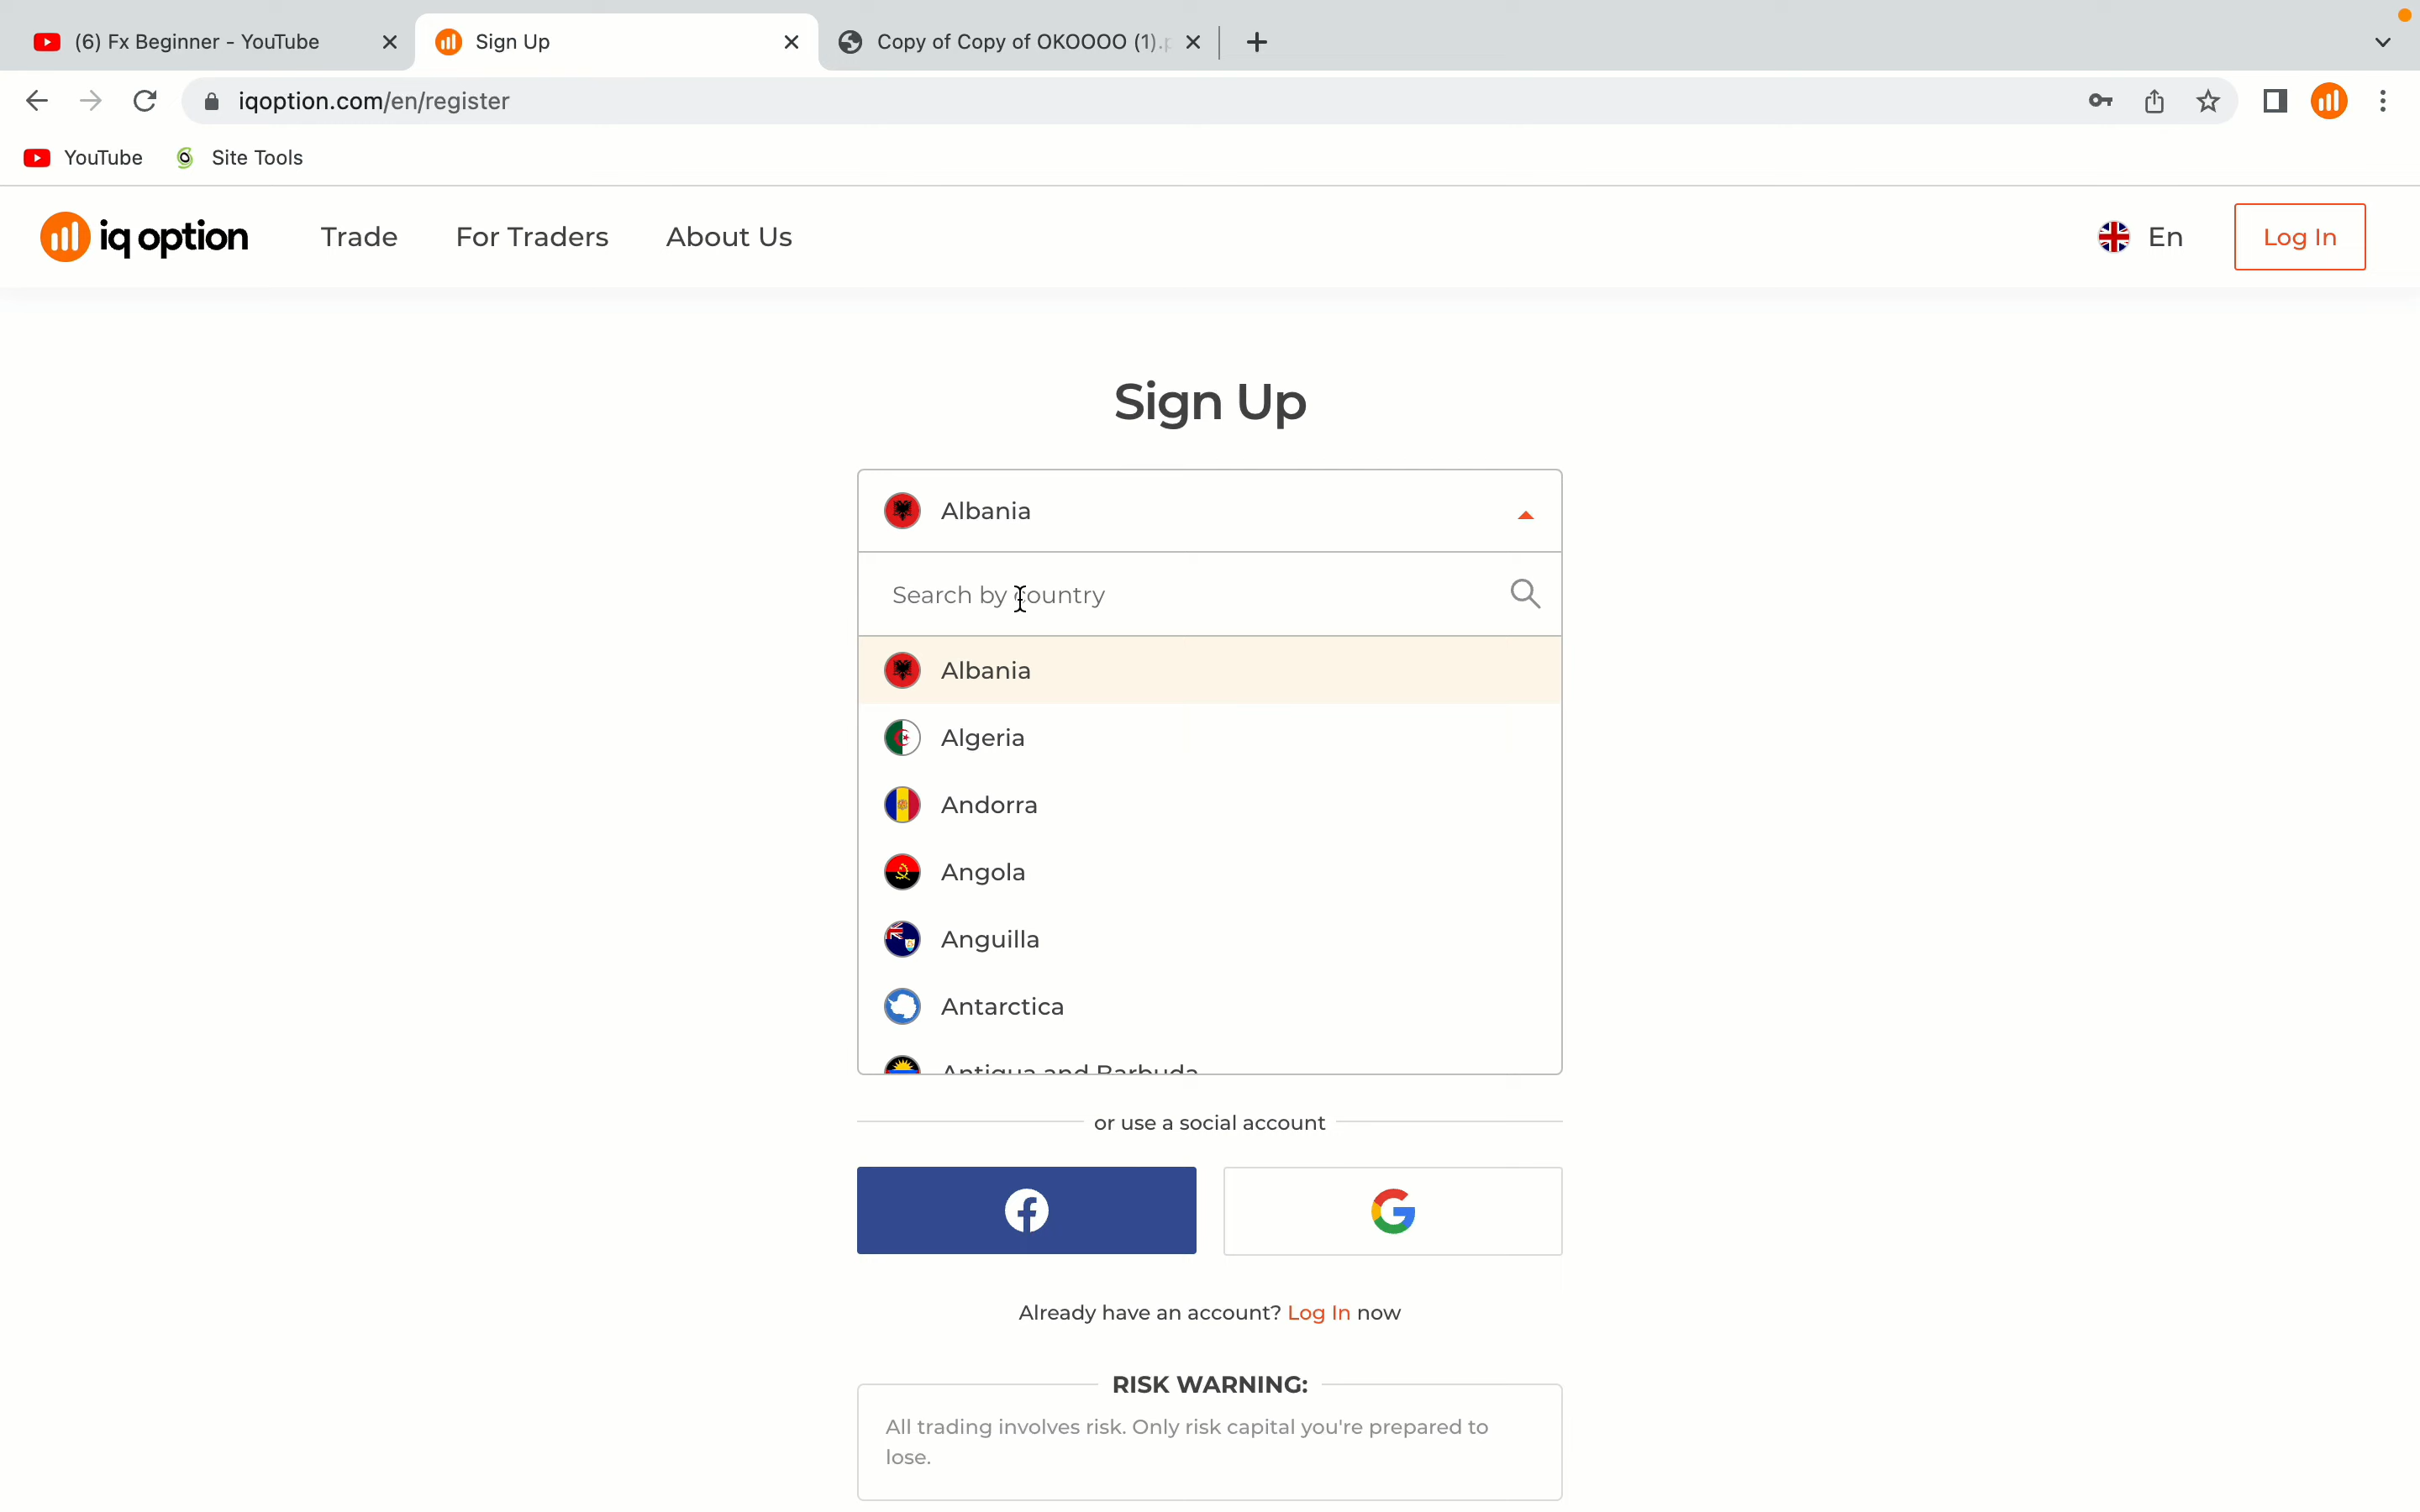 (6) Fx Beginner - YouTube
Sign Up
Copy of Copy of OKOOOO (1).p
iqoption.com/en/register
YouTube
Site Tools
iq option
Trade
For Traders
About Us
En
Log In
Sign Up
Albania
Search by country
Albania
Algeria
Andorra
Angola
Anguilla
Antarctica
Antigua and Barbuda
or use a social account
Already have an account? Log In now
RISK WARNING:
All trading involves risk. Only risk capital you're prepared to
lose.